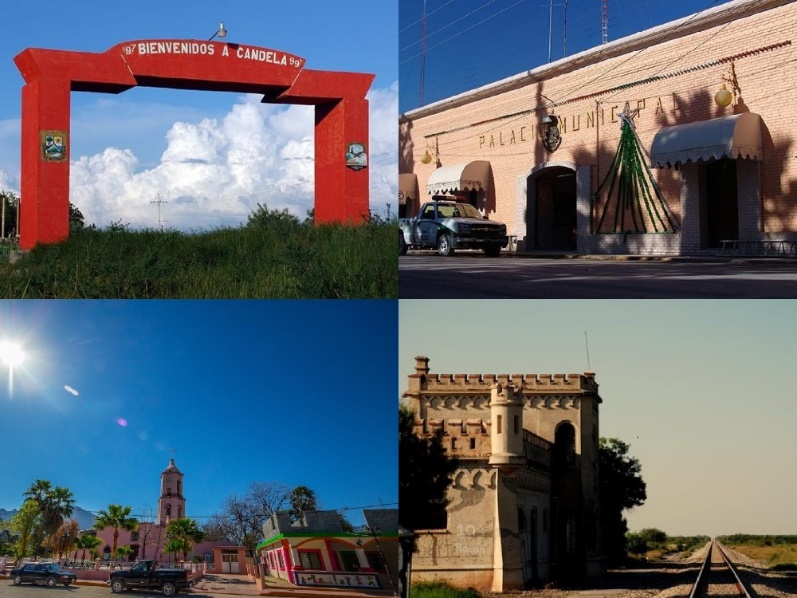 '97 BIENVENIDOS A CANDELA 99'
PALACIO MUNICIPAL